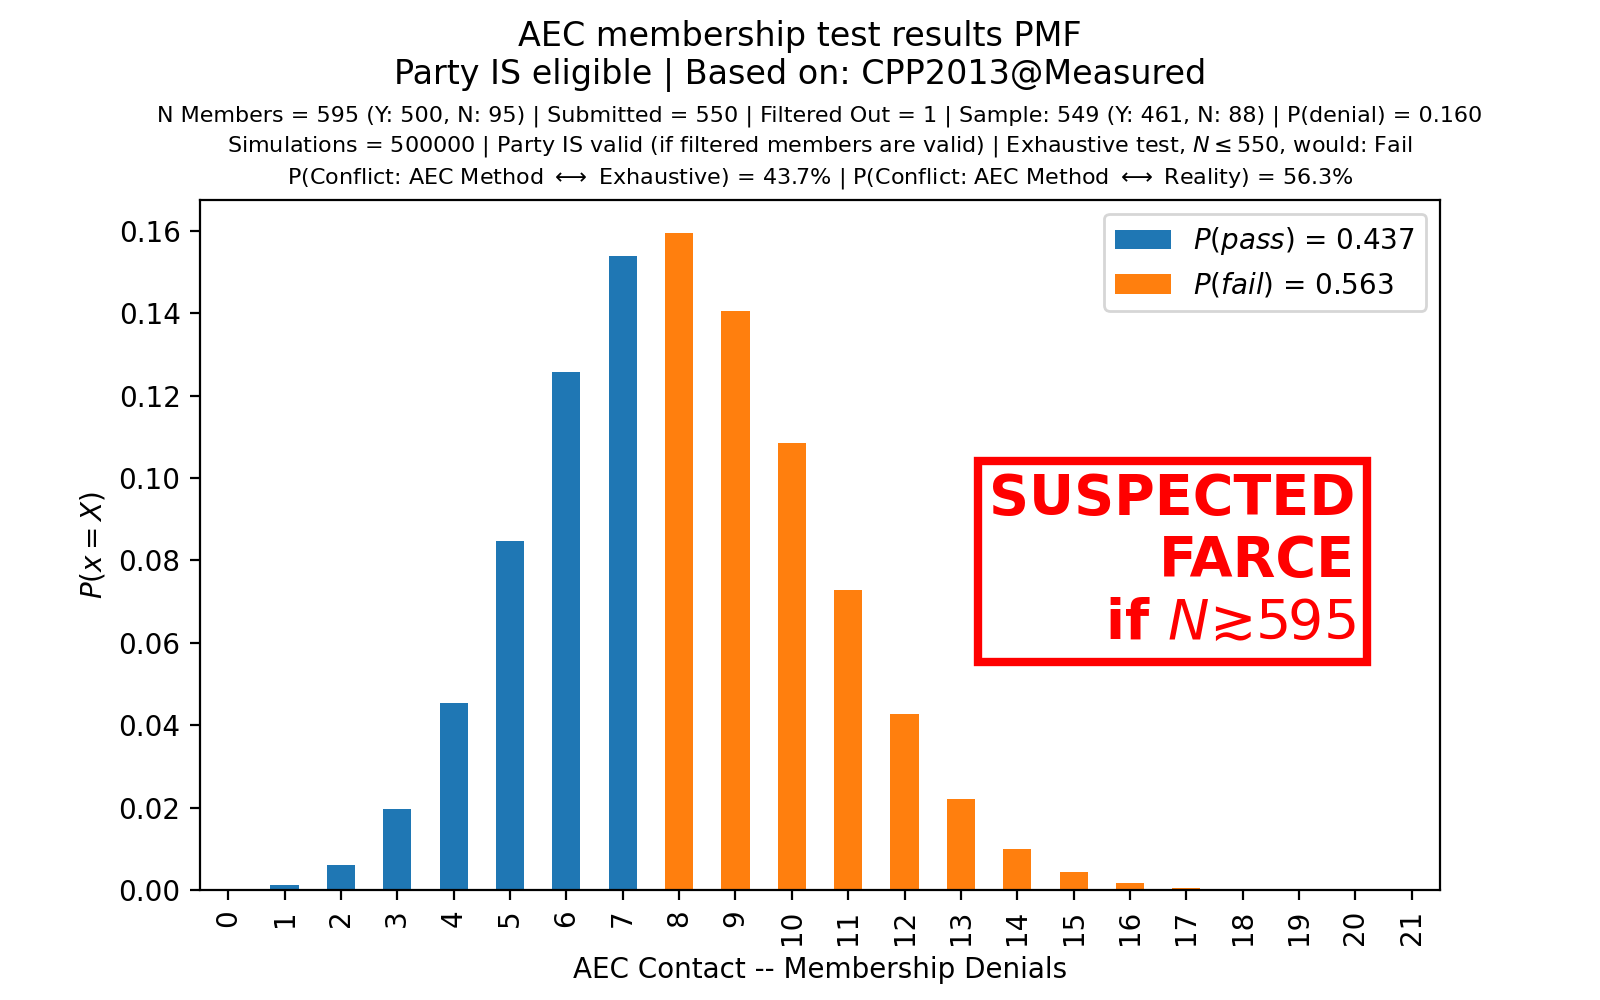 AEC membership test results PMF
Party IS eligible | Based on: CPP2013@Measured
N Members = 595 (Y: 500, N: 95) | Submitted = 550 | Filtered Out = 1 | Sample: 549 (Y: 461, N: 88) | P(denial) = 0.160
Simulations = 500000 | Party IS valid (if filtered members are valid) | Exhaustive test, N ≤ 550, would: Fail
P(Conflict: AEC Method ⟷ Exhaustive) = 43.7% | P(Conflict: AEC Method ⟷ Reality) = 56.3%
P(pass) = 0.437
P(fail) = 0.563
0.16
0.14
0.12
0.10
0.08
0.06
0.04
0.02
0.00
P(x = X)
SUSPECTED
FARCE
if N⪞595
0 1 2 3 4 5 6 7 8 9 10 11 12 13 14 15 16 17 18 19 20 21
AEC Contact -- Membership Denials